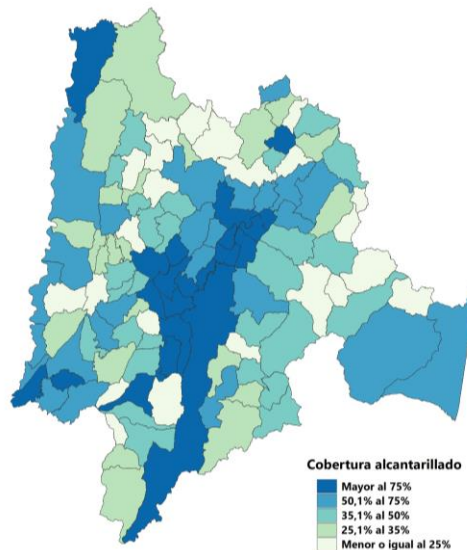 Cobertura alcantarillado
Mayor al 75%
50,1% al 75%
35,1% al 50%
25,1% al 35%
Menor o igual al 25%